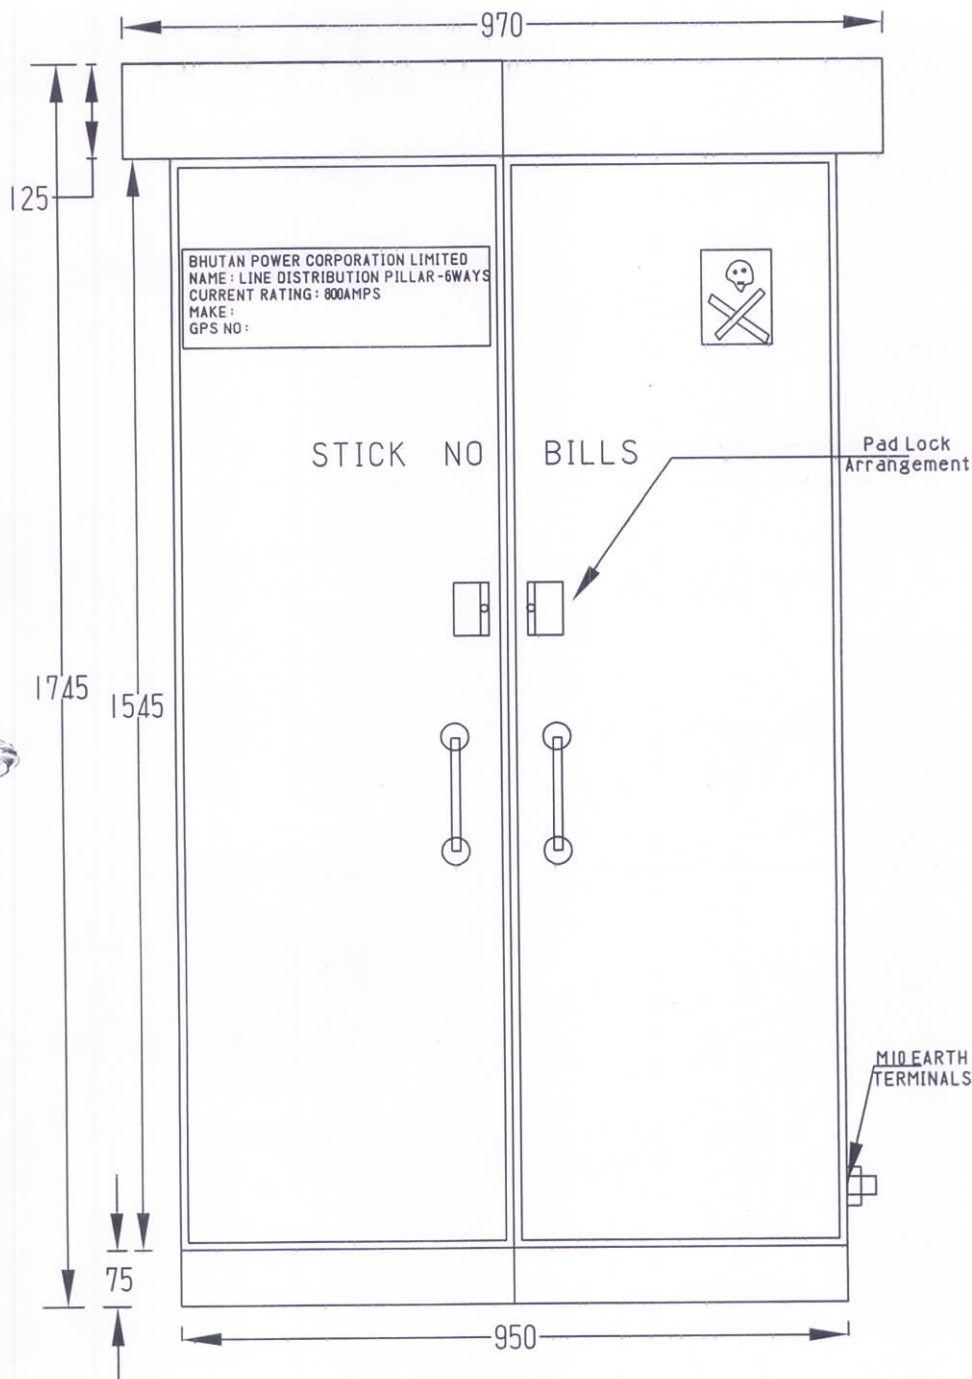 970
125
BHUTAN POWER CORPORATION LIMITED
NAME: LINE DISTRIBUTION PILLAR-6WAYS
CURRENT RATING: 800AMPS
MAKE:
GPS NO:
STICK NO BILLS
Pad Lock
Arrangement
1745
1545
M10 EARTH
TERMINALS
75
950